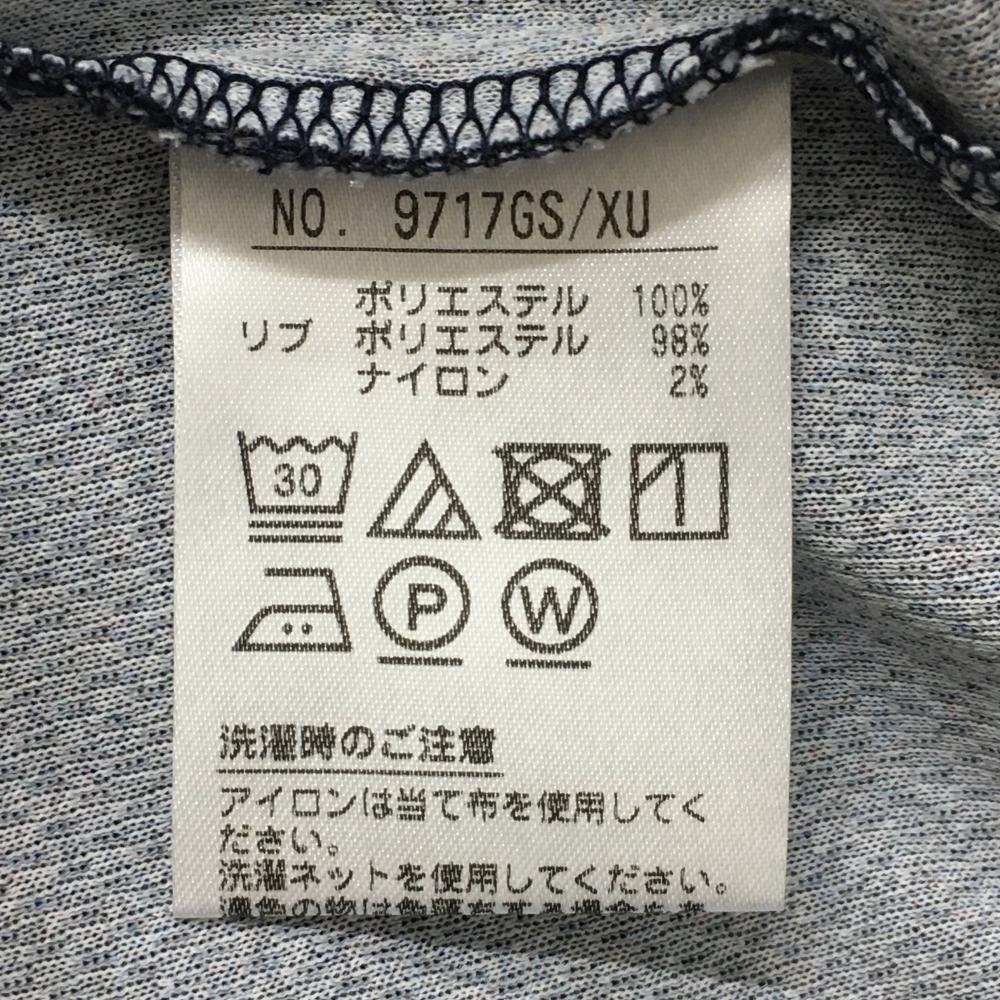 NO. 9717GS/XU
ポリエステル 100%
リブ ポリエステル 98%
ナイロン 2%
30
P W
洗濯時のご注意
アイロンは当て布を使用してく
ださい。
洗濯ネットを使用してください。